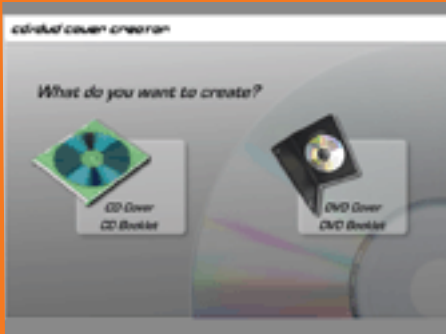 cd/dvd cover creator
What do you want to create?
CD Cover
CD Booklet
DVD Cover
DVD Booklet